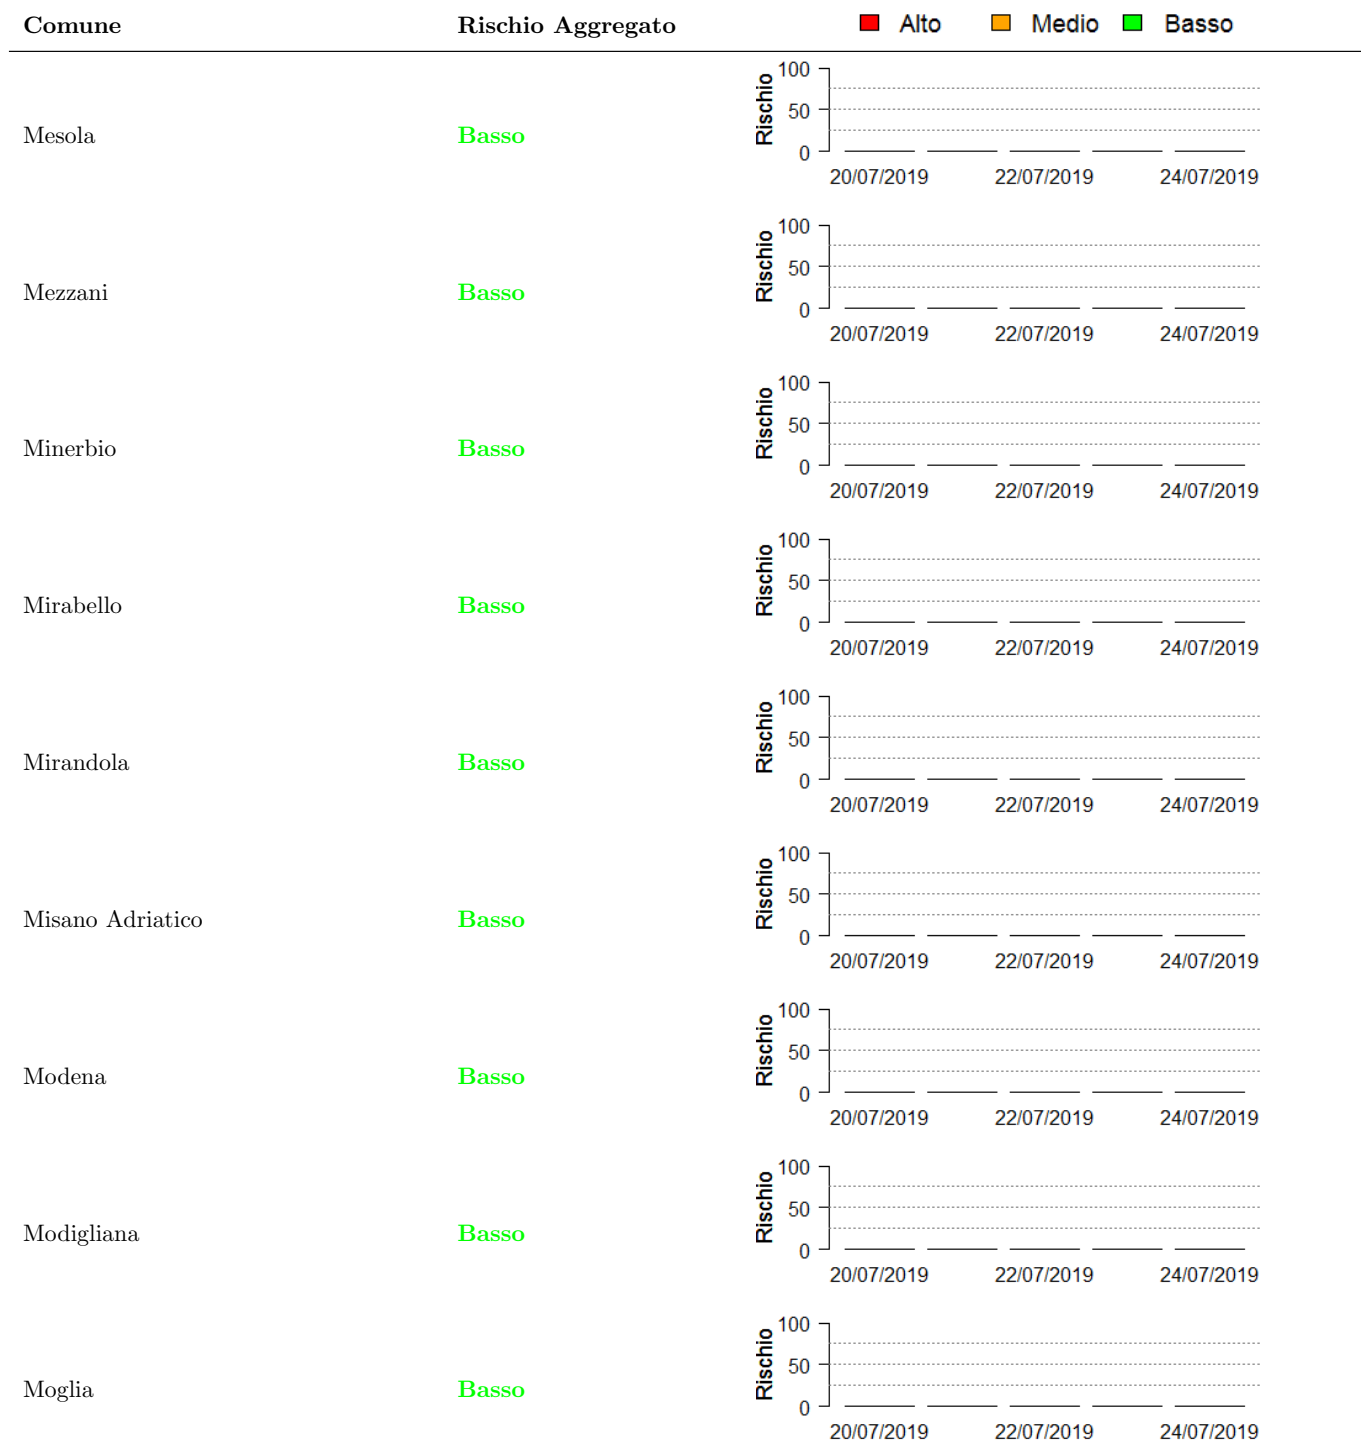 Comune Rischio Aggregato Alto Medio Basso
100
50
0
Rischio
Mesola Basso
20/07/2019 22/07/2019 24/07/2019
100
50
0
Rischio
Mezzani Basso
20/07/2019 22/07/2019 24/07/2019
100
50
0
Rischio
Minerbio Basso
20/07/2019 22/07/2019 24/07/2019
100
50
0
Rischio
Mirabello Basso
20/07/2019 22/07/2019 24/07/2019
100
50
0
Rischio
Mirandola Basso
20/07/2019 22/07/2019 24/07/2019
100
50
0
Rischio
Misano Adriatico Basso
20/07/2019 22/07/2019 24/07/2019
100
50
0
Rischio
Modena Basso
20/07/2019 22/07/2019 24/07/2019
100
50
0
Rischio
Modigliana Basso
20/07/2019 22/07/2019 24/07/2019
100
50
0
Rischio
Moglia Basso
20/07/2019 22/07/2019 24/07/2019